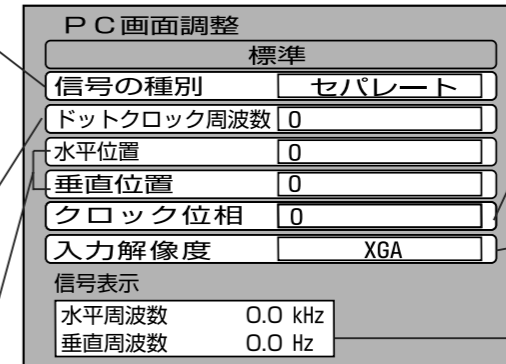 PC画面調整
標準
信号の種別 セパレート
ドットクロック周波数 0
水平位置 0
垂直位置 0
クロック位相 0
入力解像度 XGA
信号表示
水平周波数 0.0 kHz
垂直周波数 0.0 Hz